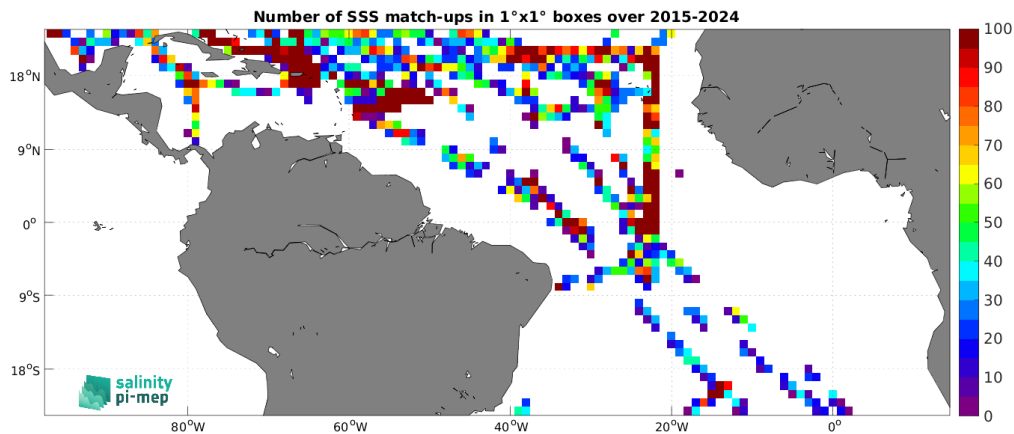 Number of SSS match-ups in 1°x1° boxes over 2015-2024
18°N
9°N
0°
9°S
18°S
80°W
60°W
40°W
20°W
0°
100
90
80
70
60
50
40
30
20
10
0
salinity
pi-mep